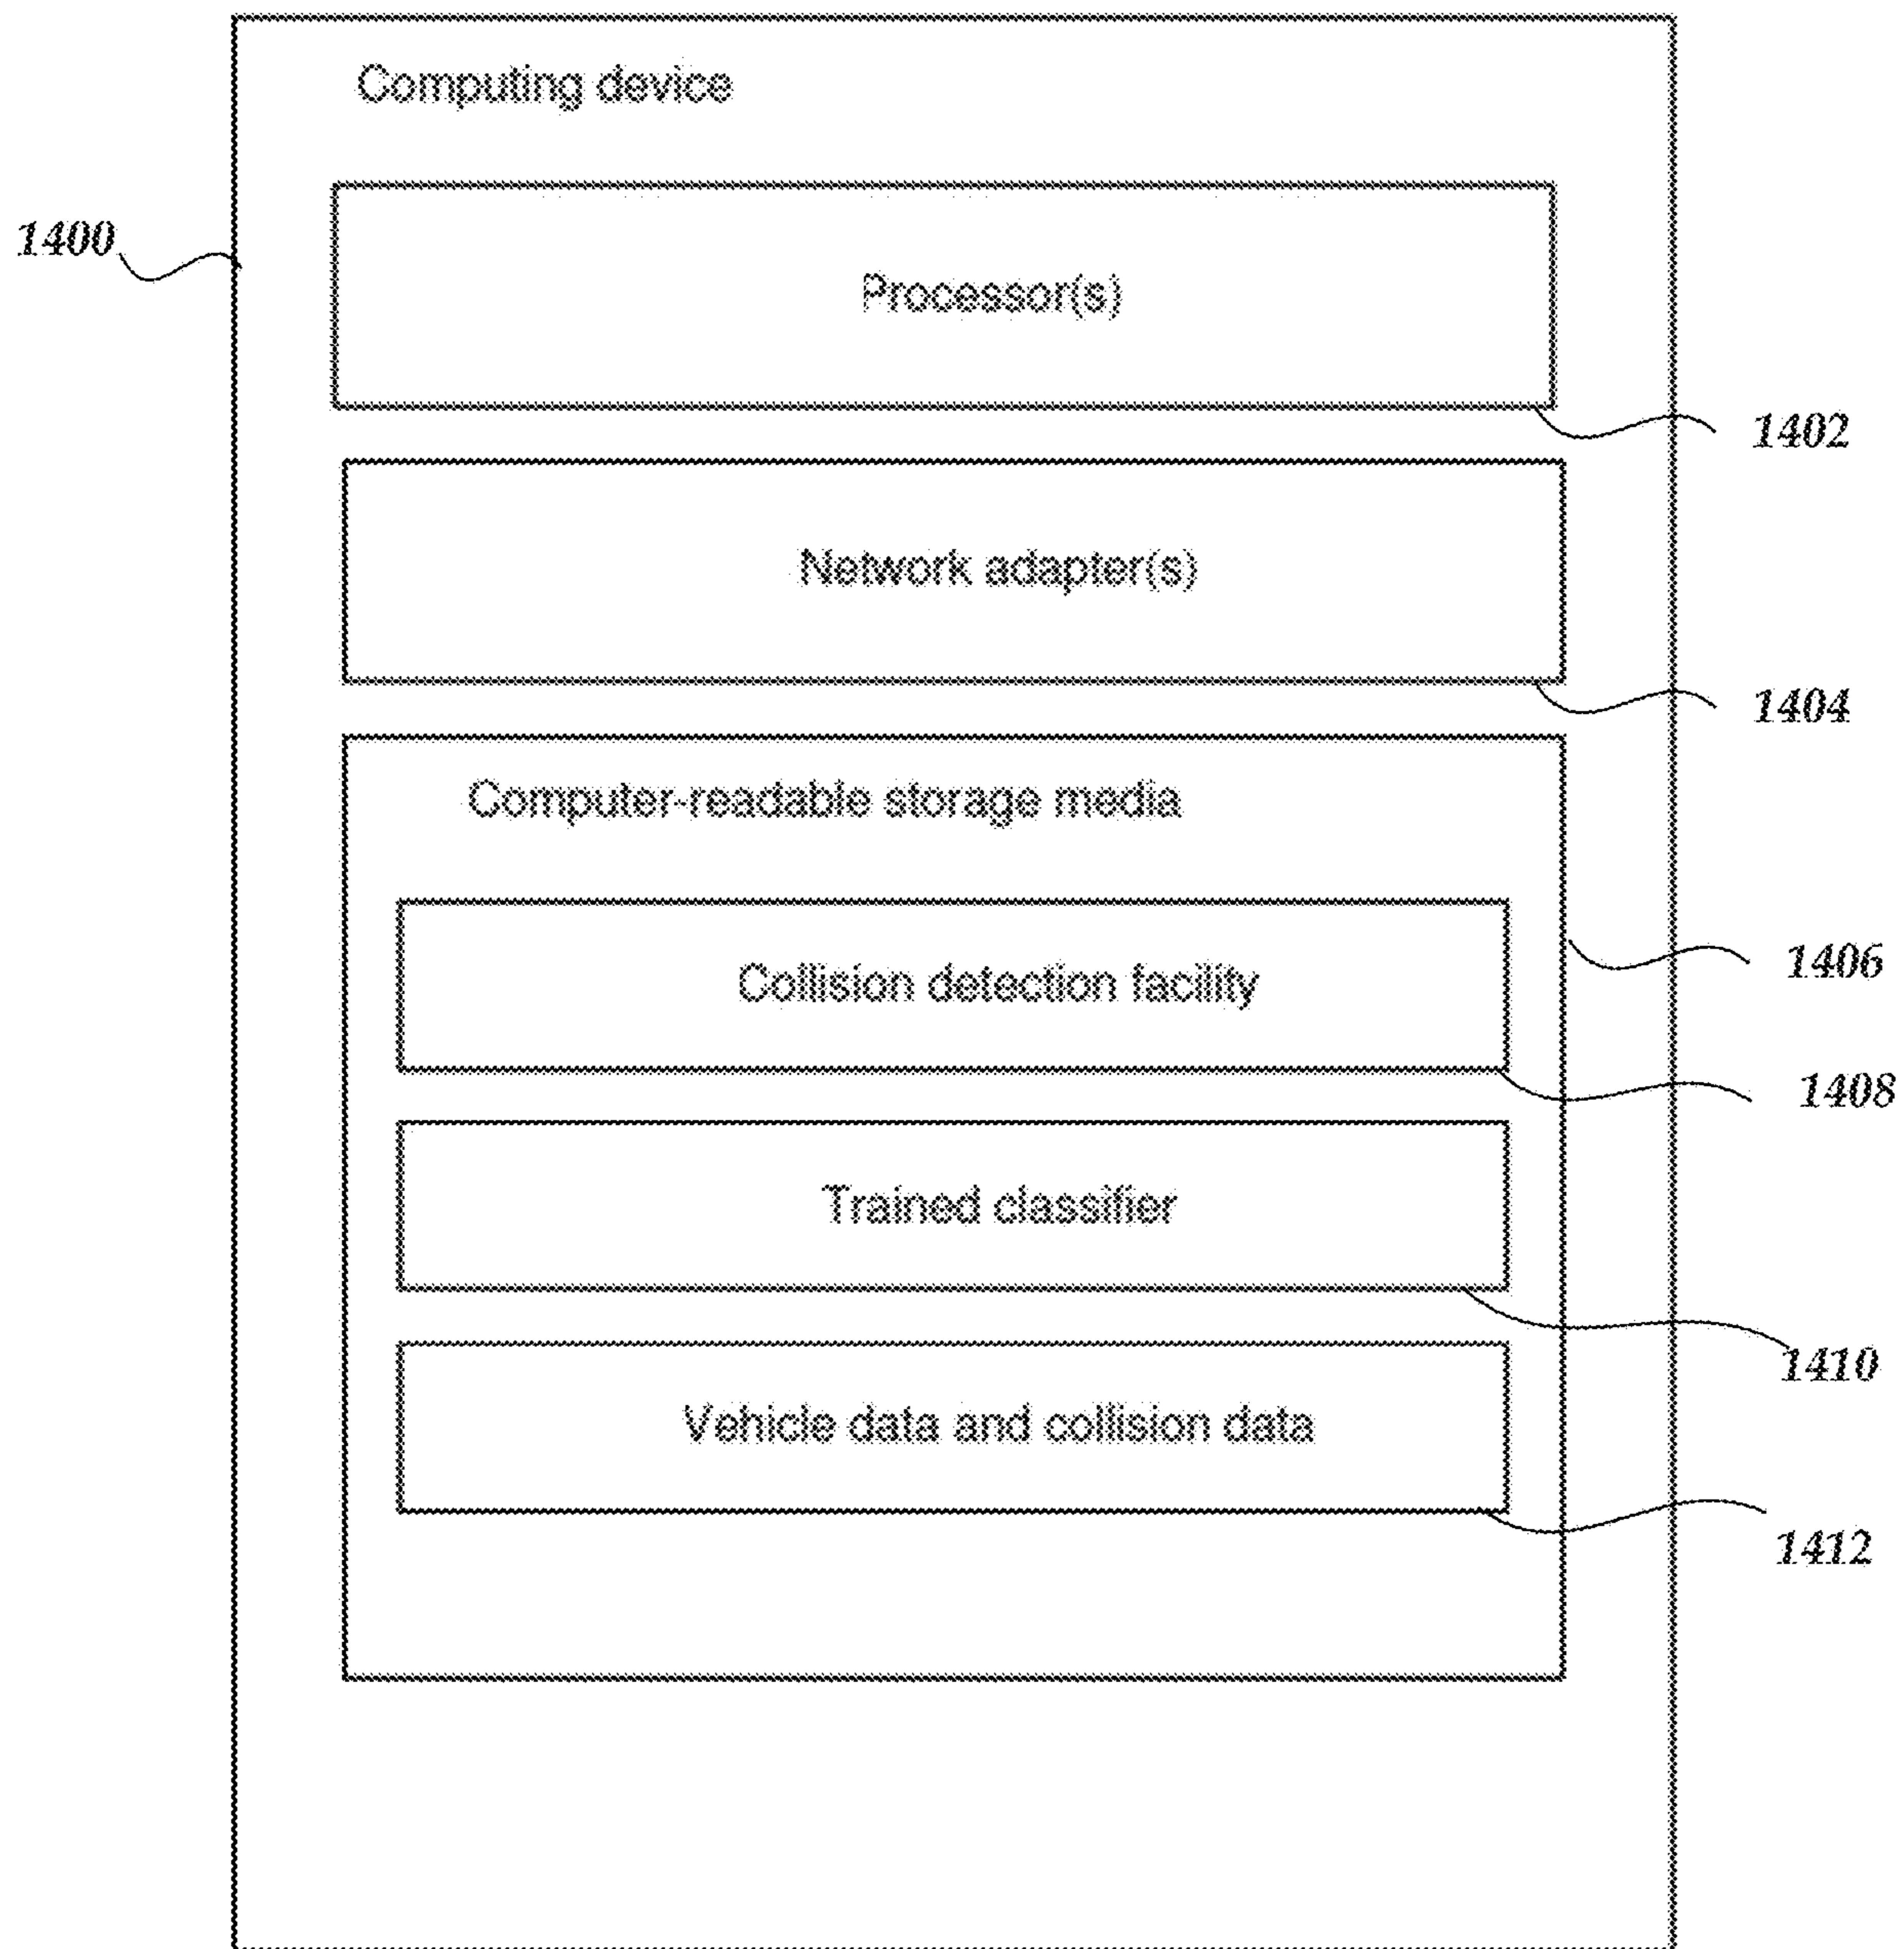 Computing device
1400
Processor(s)
1402
Network adapter(s)
1404
Computer-readable storage media
1406
Collision detection facility
1408
Trained classifier
1410
Vehicle data and collision data
1412